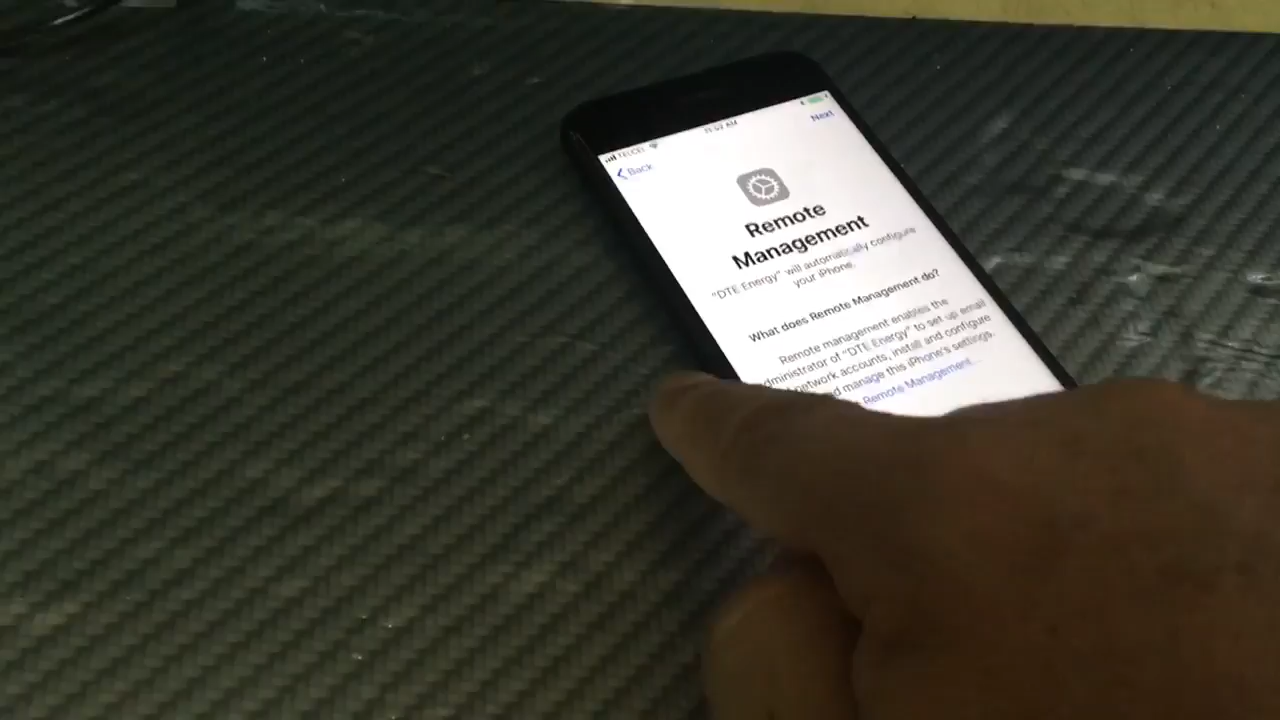 TELCEL
Back
Next
Remote
Management
"DTE Energy" will automatically configure
your iPhone.
What does Remote Management do?
Remote management enables the
dministrator of "DTE Energy" to set up email
network accounts, install and configure
d manage this iPhone's settings.
Remote Management...